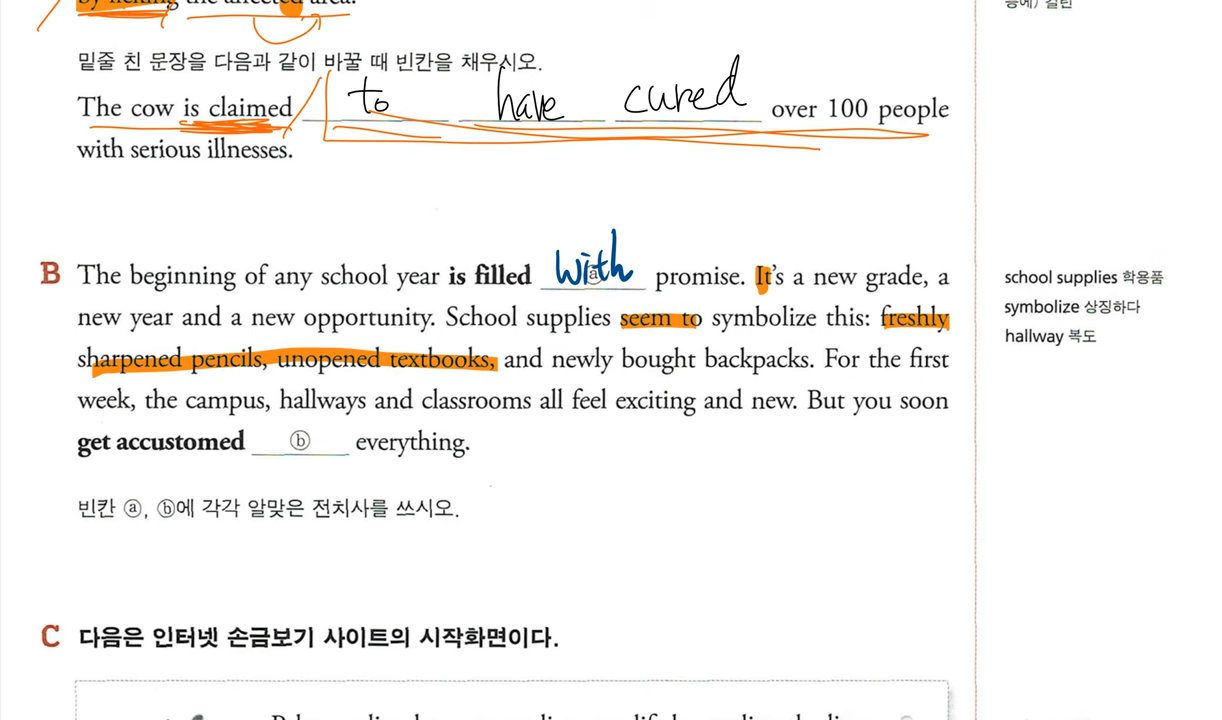 by licking the affected area.
등에) 걸린
밑줄 친 문장을 다음과 같이 바꿀 때 빈칸을 채우시오.
The cow is claimed to have cured over 100 people
with serious illnesses.
B The beginning of any school year is filled with ⓐ promise. It's a new grade, a
new year and a new opportunity. School supplies seem to symbolize this: freshly
sharpened pencils, unopened textbooks, and newly bought backpacks. For the first
week, the campus, hallways and classrooms all feel exciting and new. But you soon
get accustomed ⓑ everything.
school supplies 학용품
symbolize 상징하다
hallway 복도
빈칸 ⓐ, ⓑ에 각각 알맞은 전치사를 쓰시오.
C 다음은 인터넷 손금보기 사이트의 시작화면이다.